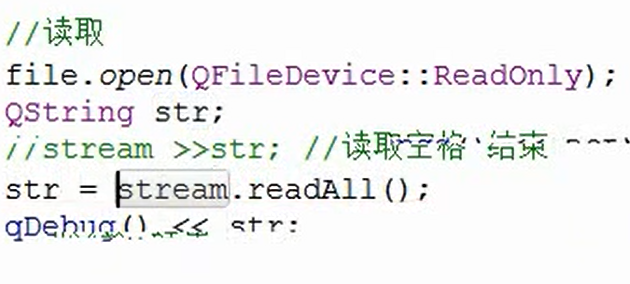 //读取
file.open(QFileDevice::ReadOnly);
QString str;
//stream >>str; //读取空格 结束
str = stream.readAll();
qDebug() << str;